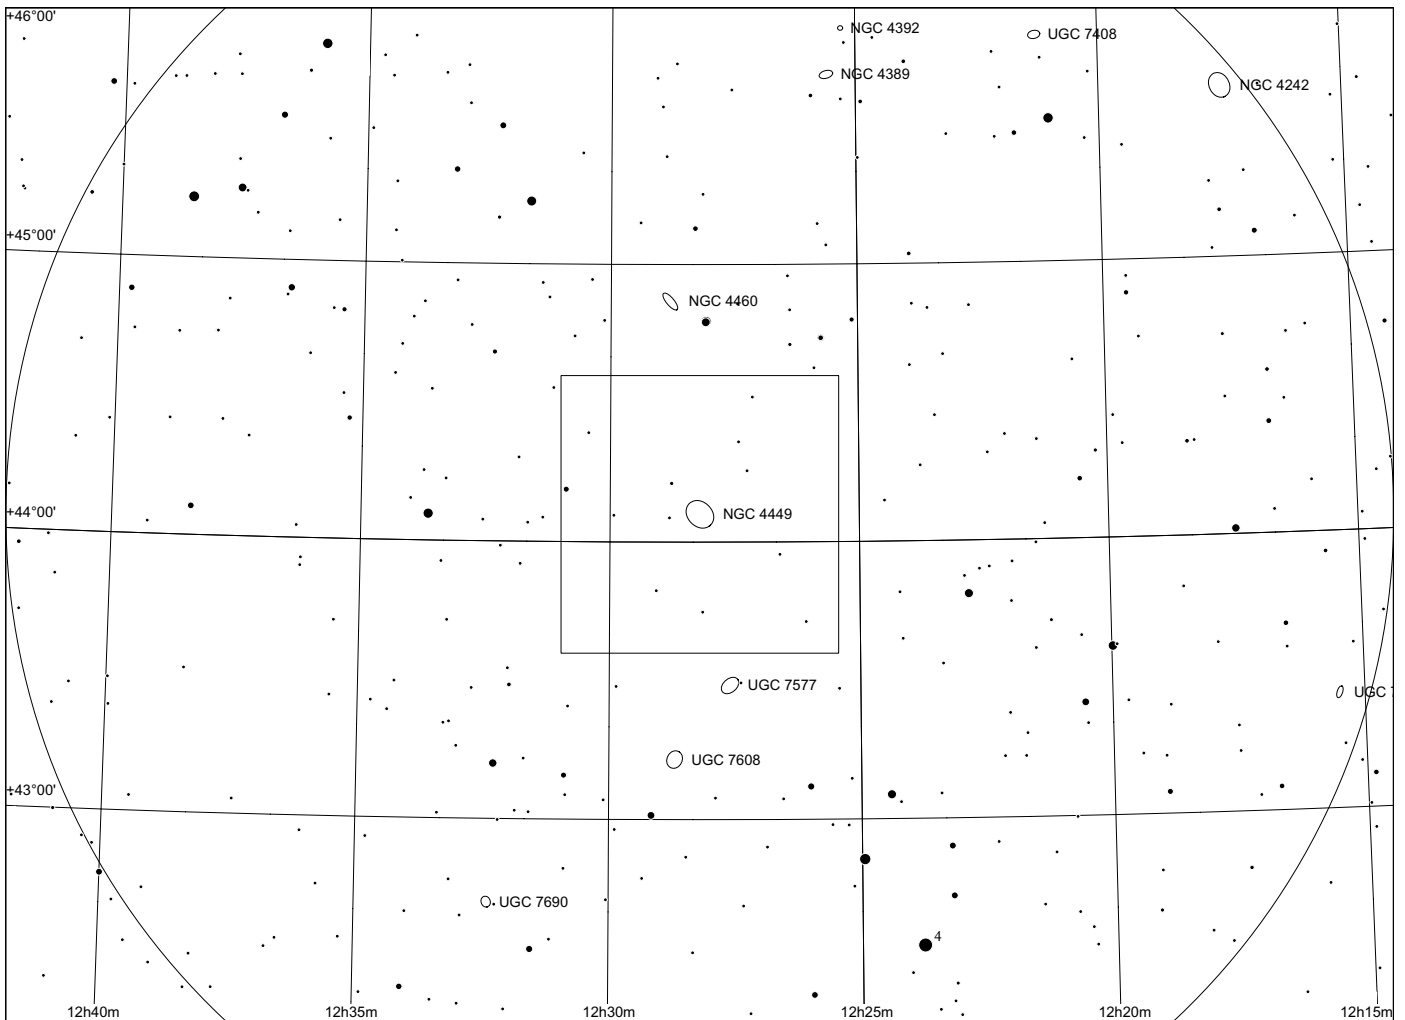 +46°00'
NGC 4392
UGC 7408
NGC 4389
NGC 4242
+45°00'
NGC 4460
+44°00'
NGC 4449
UGC 7577
UGC 7
UGC 7608
+43°00'
UGC 7690
4
12h40m 12h35m 12h30m 12h25m 12h20m 12h15m